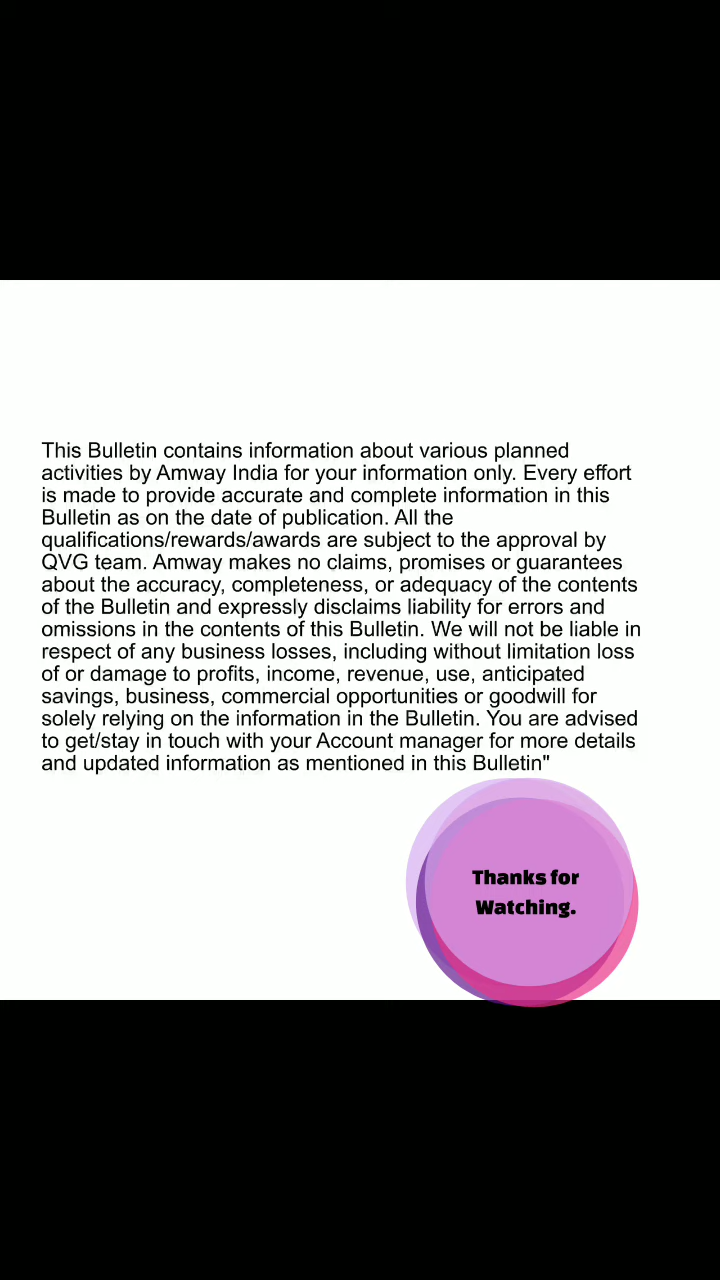 This Bulletin contains information about various planned
activities by Amway India for your information only. Every effort
is made to provide accurate and complete information in this
Bulletin as on the date of publication. All the
qualifications/rewards/awards are subject to the approval by
QVG team. Amway makes no claims, promises or guarantees
about the accuracy, completeness, or adequacy of the contents
of the Bulletin and expressly disclaims liability for errors and
omissions in the contents of this Bulletin. We will not be liable in
respect of any business losses, including without limitation loss
of or damage to profits, income, revenue, use, anticipated
savings, business, commercial opportunities or goodwill for
solely relying on the information in the Bulletin. You are advised
to get/stay in touch with your Account manager for more details
and updated information as mentioned in this Bulletin"
Thanks for
Watching.